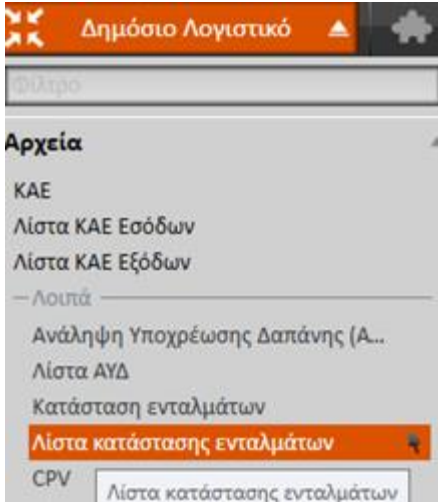 Δημόσιο Λογιστικό
Φίλτρο
Αρχεία
ΚΑΕ
Λίστα ΚΑΕ Εσόδων
Λίστα ΚΑΕ Εξόδων
Λοιπά
Ανάληψη Υποχρέωσης Δαπάνης (Α...
Λίστα ΑΥΔ
Κατάσταση ενταλμάτων
Λίστα κατάστασης ενταλμάτων
CPV
Λίστα κατάστασης ενταλμάτων